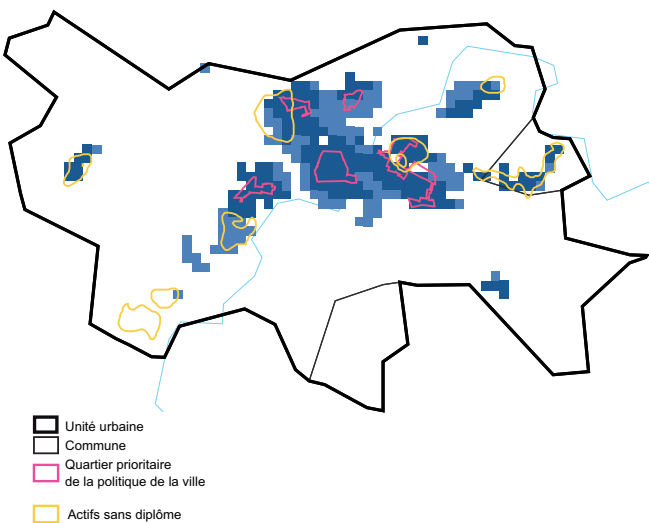 Unité urbaine
Commune
Quartier prioritaire
de la politique de la ville
Actifs sans diplôme